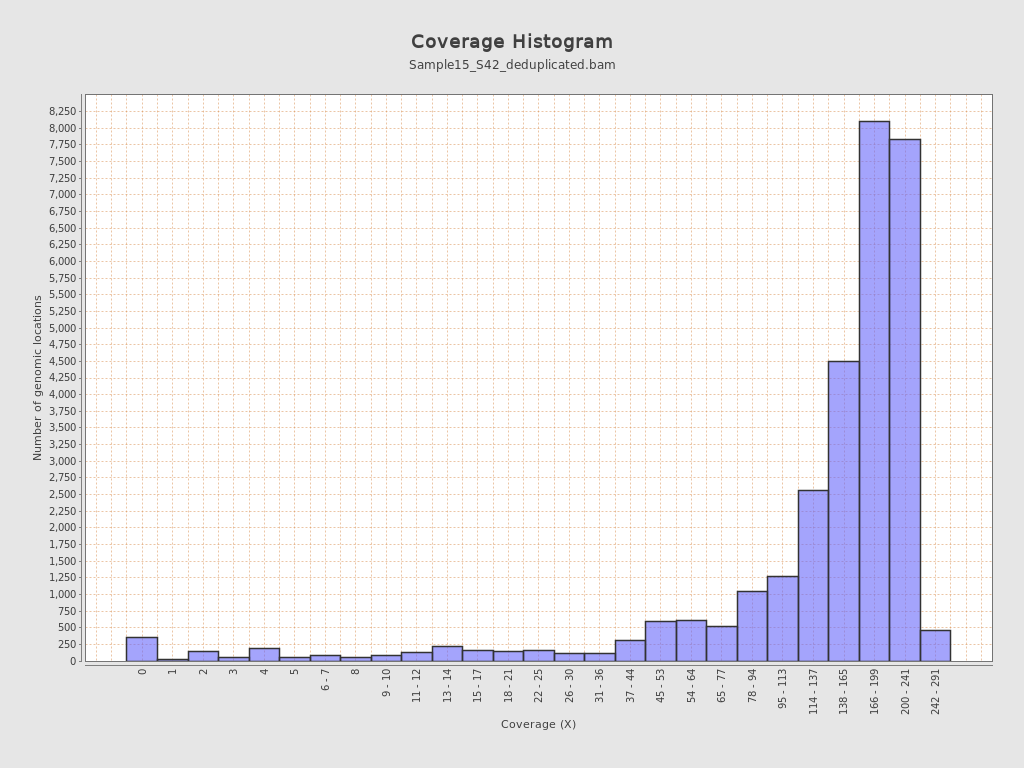 Coverage Histogram
Sample15_S42_deduplicated.bam
Number of genomic locations
8,250
8,000
7,750
7,500
7,250
7,000
6,750
6,500
6,250
6,000
5,750
5,500
5,250
5,000
4,750
4,500
4,250
4,000
3,750
3,500
3,250
3,000
2,750
2,500
2,250
2,000
1,750
1,500
1,250
1,000
750
500
250
0
0
1
2
3
4
5
6 - 7
8
9 - 10
11 - 12
13 - 14
15 - 17
18 - 21
22 - 25
26 - 30
31 - 36
37 - 44
45 - 53
54 - 64
65 - 77
78 - 94
95 - 113
114 - 137
138 - 165
166 - 199
200 - 241
242 - 291
Coverage (X)